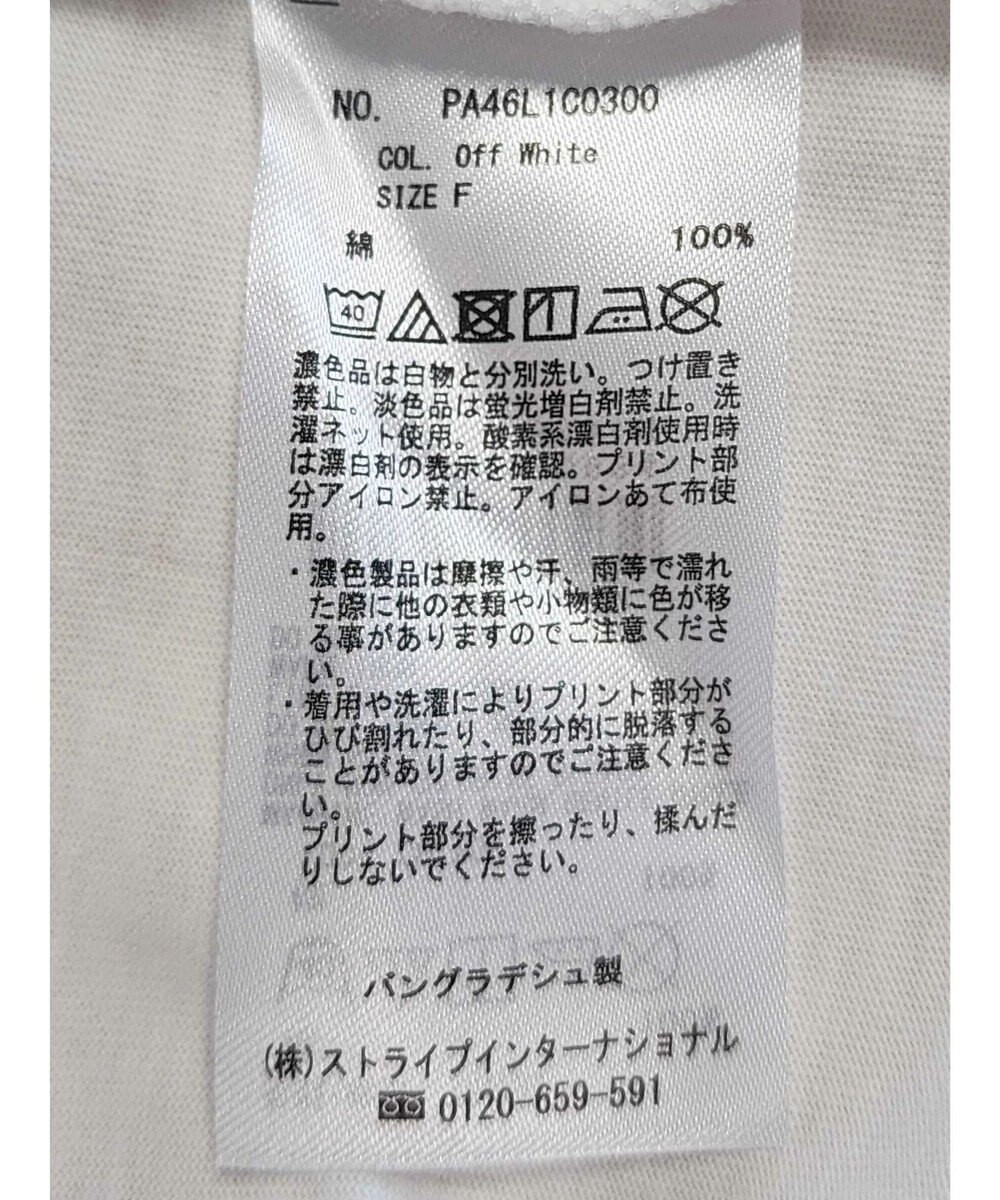 NO. PA46L1C0300
COL. Off White
SIZE F
綿 100%
40
濃色品は白物と分別洗い。つけ置き
禁止。淡色品は蛍光増白剤禁止。洗
濯ネット使用。酸素系漂白剤使用時
は漂白剤の表示を確認。プリント部
分アイロン禁止。アイロンあて布使
用。
・濃色製品は摩擦や汗、雨等で濡れ
た際に他の衣類や小物類に色が移
る事がありますのでご注意くださ
い。
・着用や洗濯によりプリント部分が
ひび割れたり、部分的に脱落する
ことがありますのでご注意くださ
い。
プリント部分を擦ったり、揉んだ
りしないでください。
バングラデシュ製
(株)ストライプインターナショナル
0120-659-591